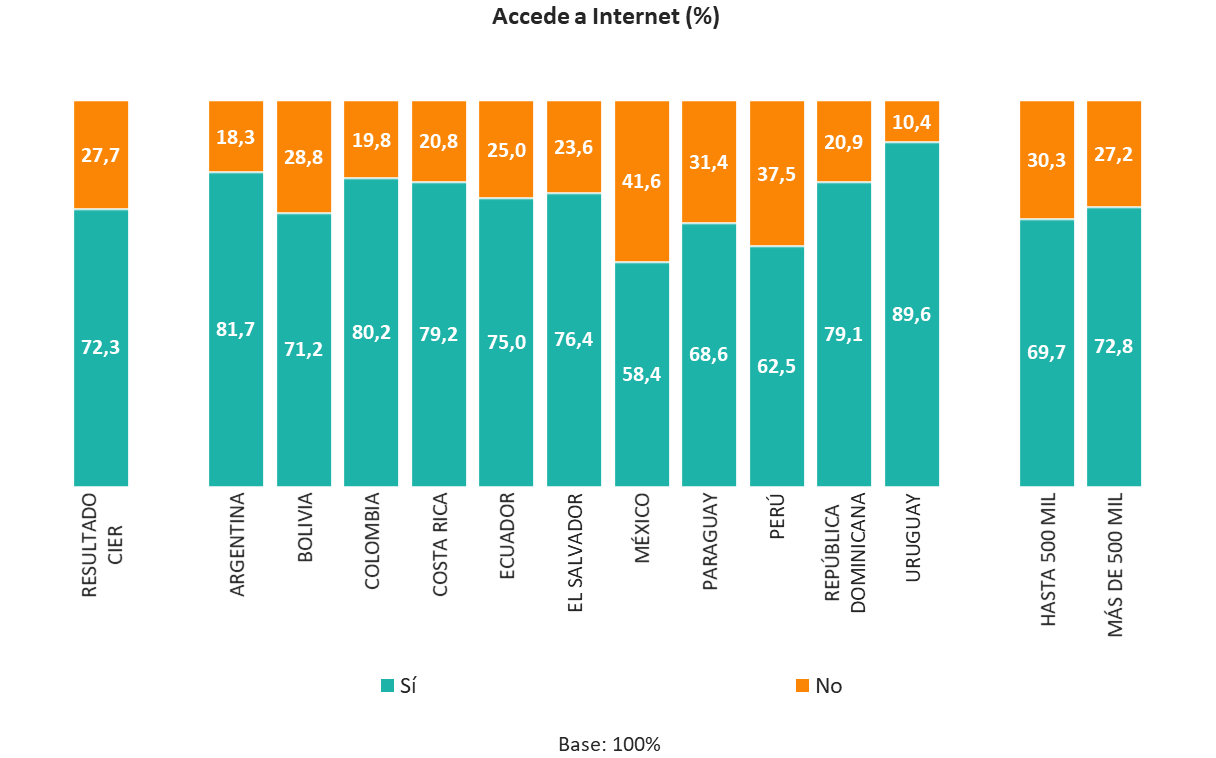 Accede a Internet (%)
27,7
18,3
28,8
19,8
20,8
25,0
23,6
41,6
31,4
37,5
20,9
10,4
30,3
27,2
72,3
81,7
71,2
80,2
79,2
75,0
76,4
58,4
68,6
62,5
79,1
89,6
69,7
72,8
RESULTADO
CIER
ARGENTINA
BOLIVIA
COLOMBIA
COSTA RICA
ECUADOR
EL SALVADOR
MÉXICO
PARAGUAY
PERÚ
REPÚBLICA
DOMINICANA
URUGUAY
HASTA 500 MIL
MÁS DE 500 MIL
Sí
No
Base: 100%